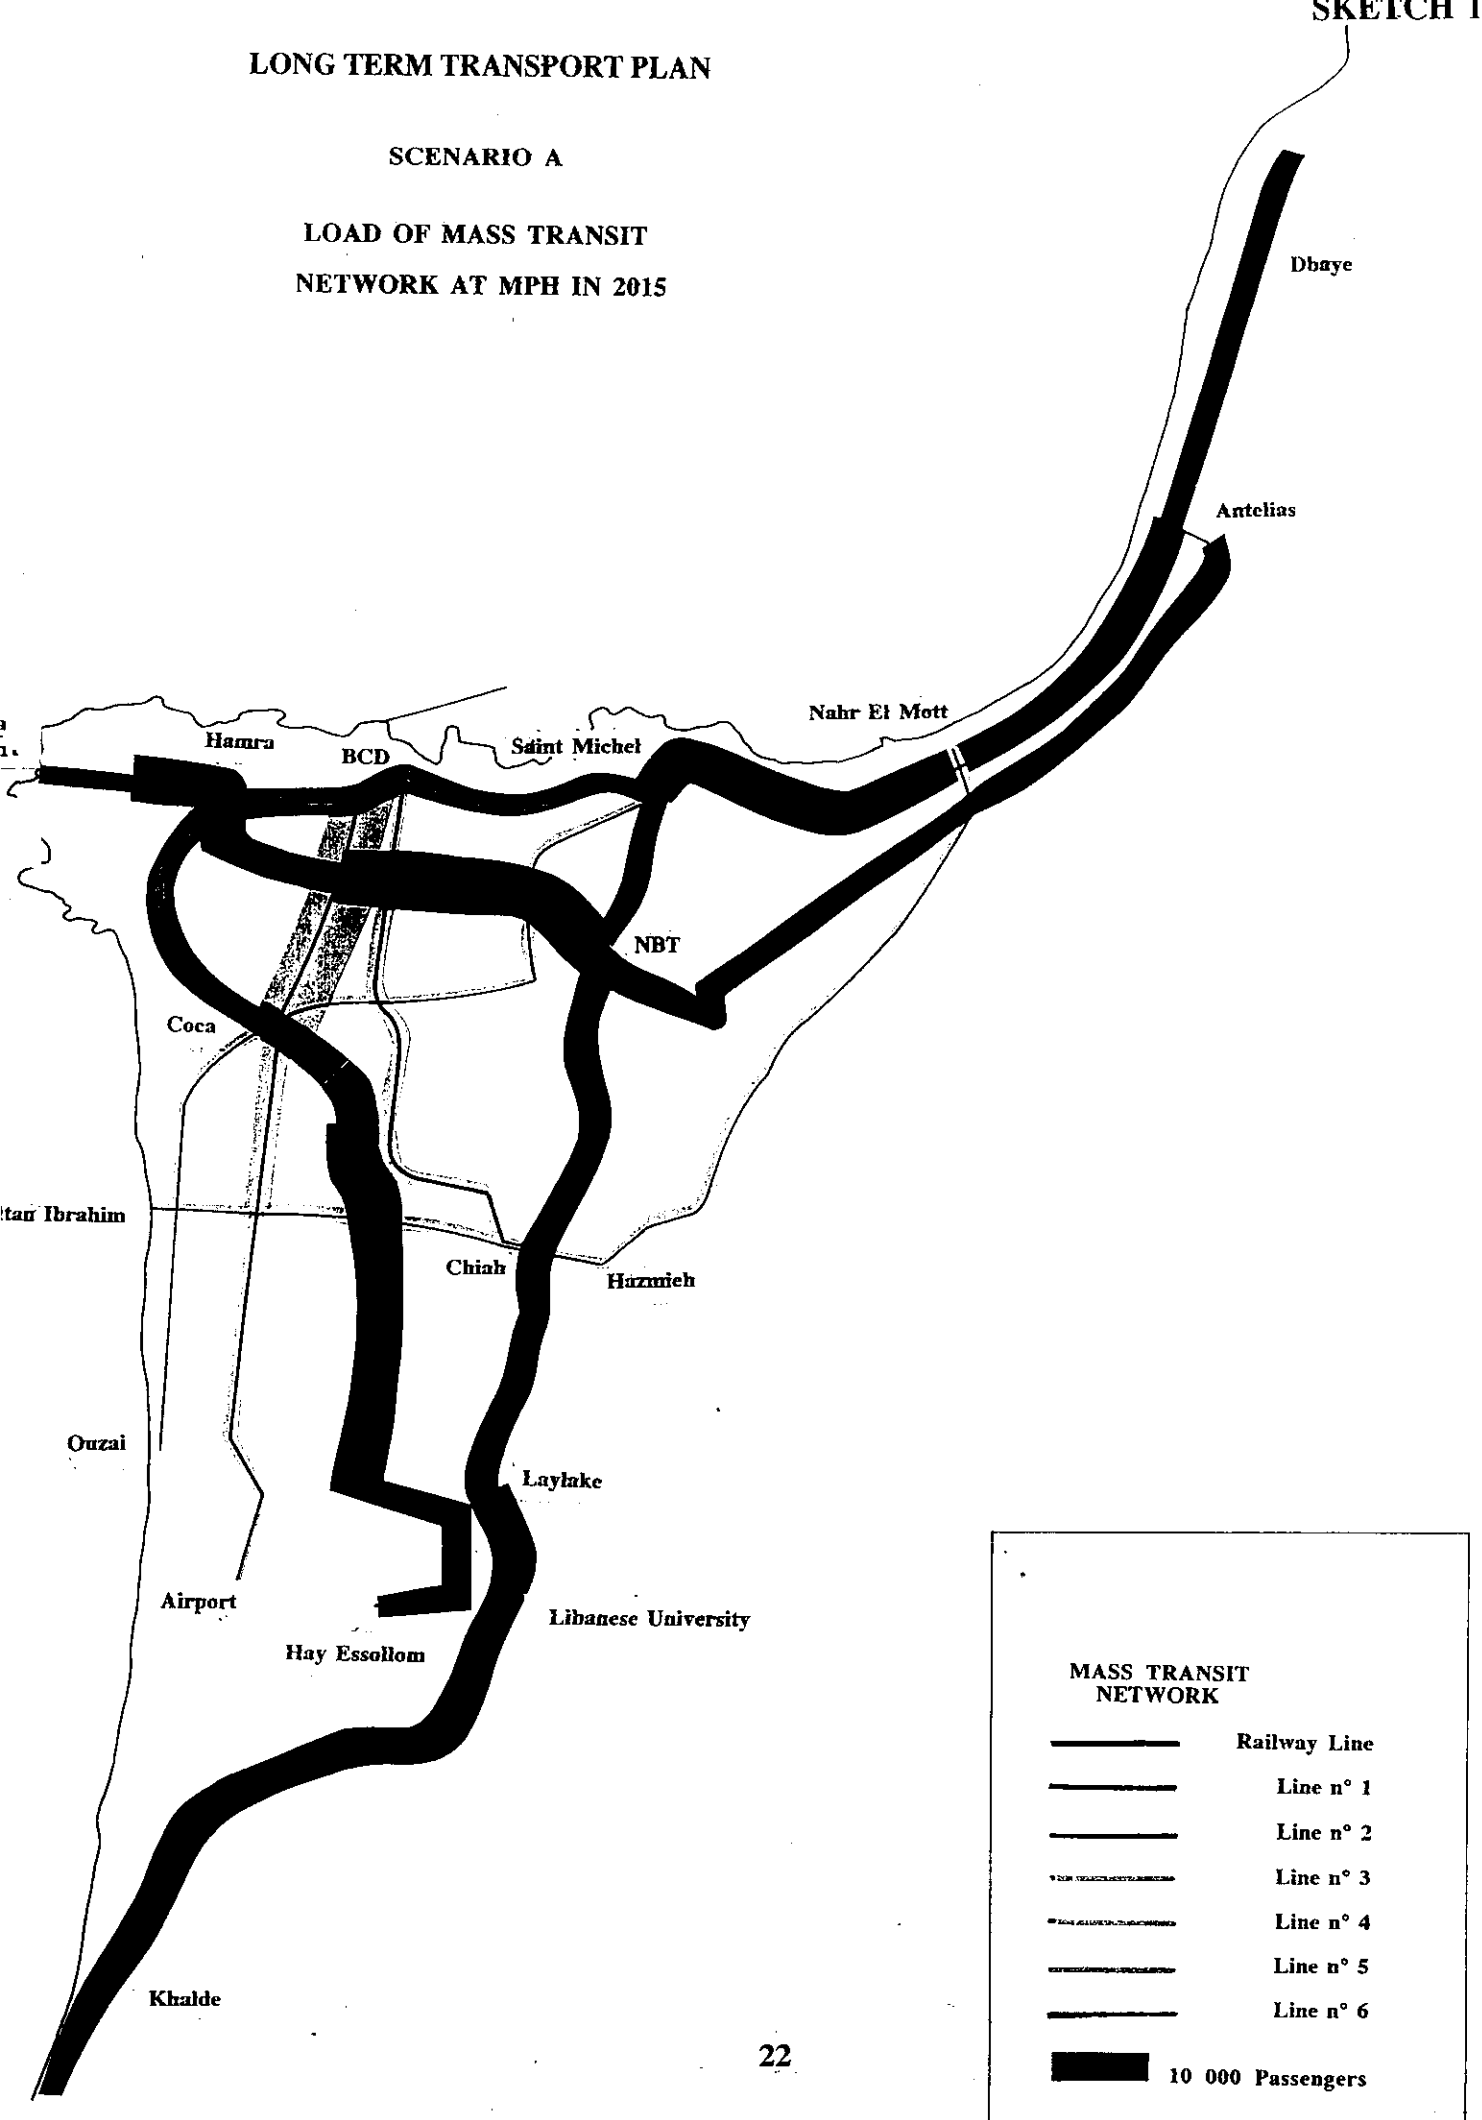 SKETCH 1
LONG TERM TRANSPORT PLAN
SCENARIO A
LOAD OF MASS TRANSIT
NETWORK AT MPH IN 2015
Dbaye
Antelias
Nahr El Mott
Hamra
BCD
Saint Michel
NBT
Coca
tan Ibrahim
Chiah
Hazmieh
Ouzai
Laylake
Airport
Libanese University
Hay Essollom
Khalde
MASS TRANSIT
NETWORK
Railway Line
Line n° 1
Line n° 2
Line n° 3
Line n° 4
Line n° 5
Line n° 6
10 000 Passengers
22